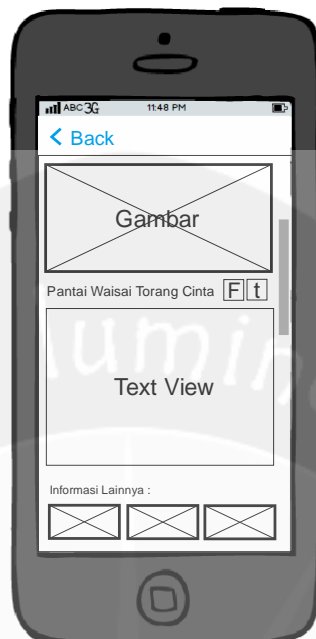 ABC 3G 11:48 PM
Back
Gambar
Pantai Waisai Torang Cinta F t
Text View
Informasi Lainnya :